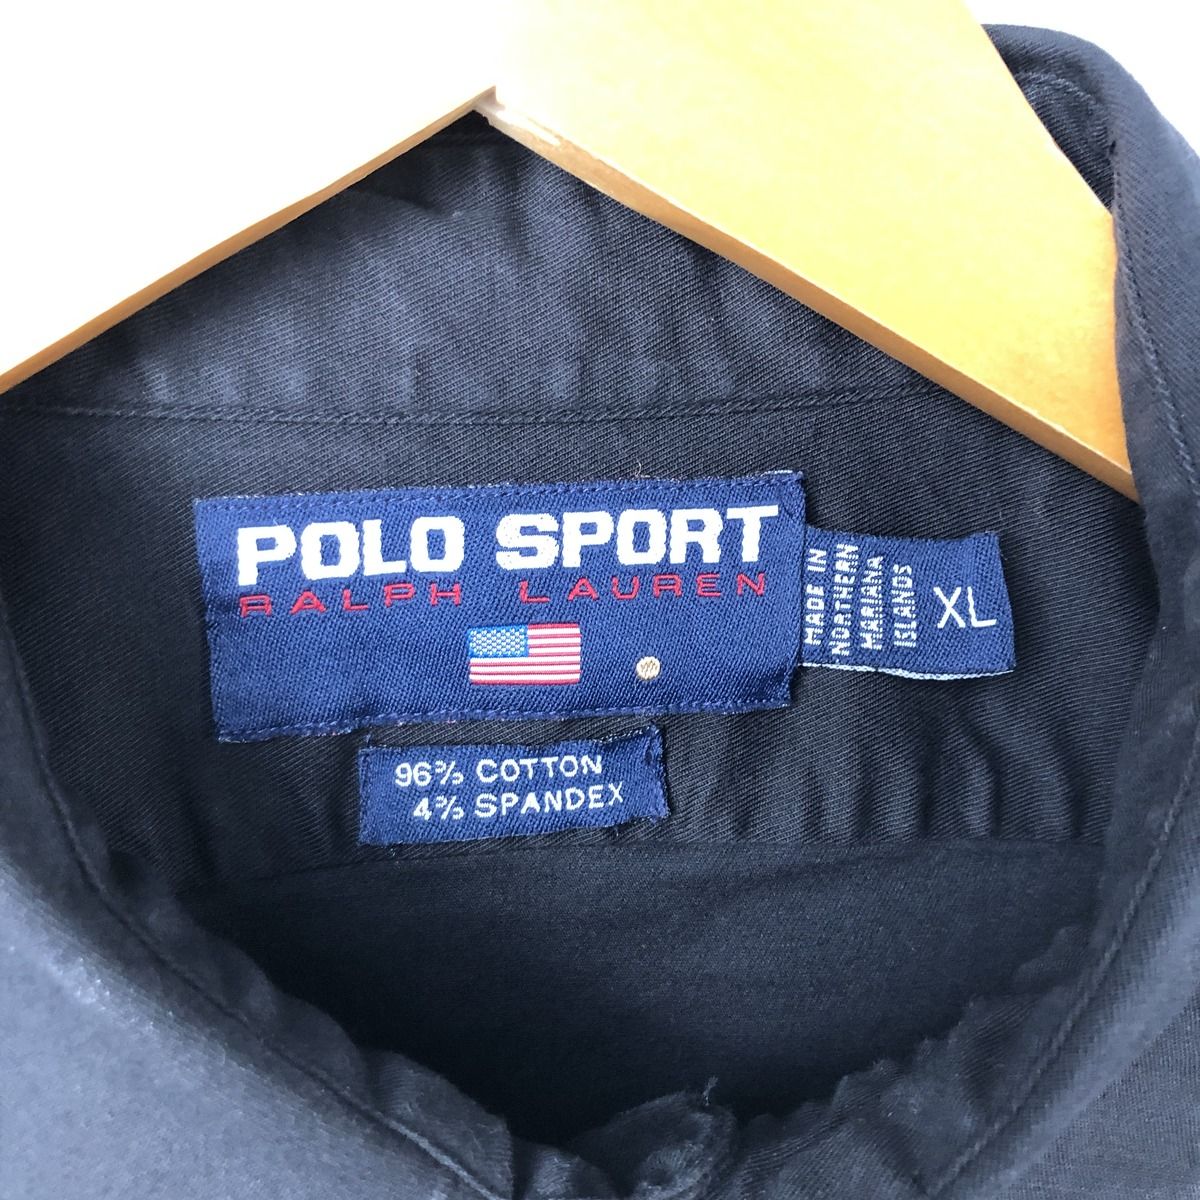 POLO SPORT
RALPH LAUREN
MADE IN
NORTHERN
MARIANA
ISLANDS
XL
96% COTTON
4% SPANDEX